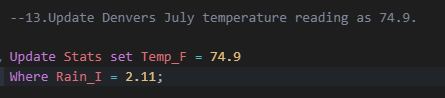 --13.Update Denvers July temperature reading as 74.9.
Update Stats set Temp_F = 74.9
Where Rain_I = 2.11;